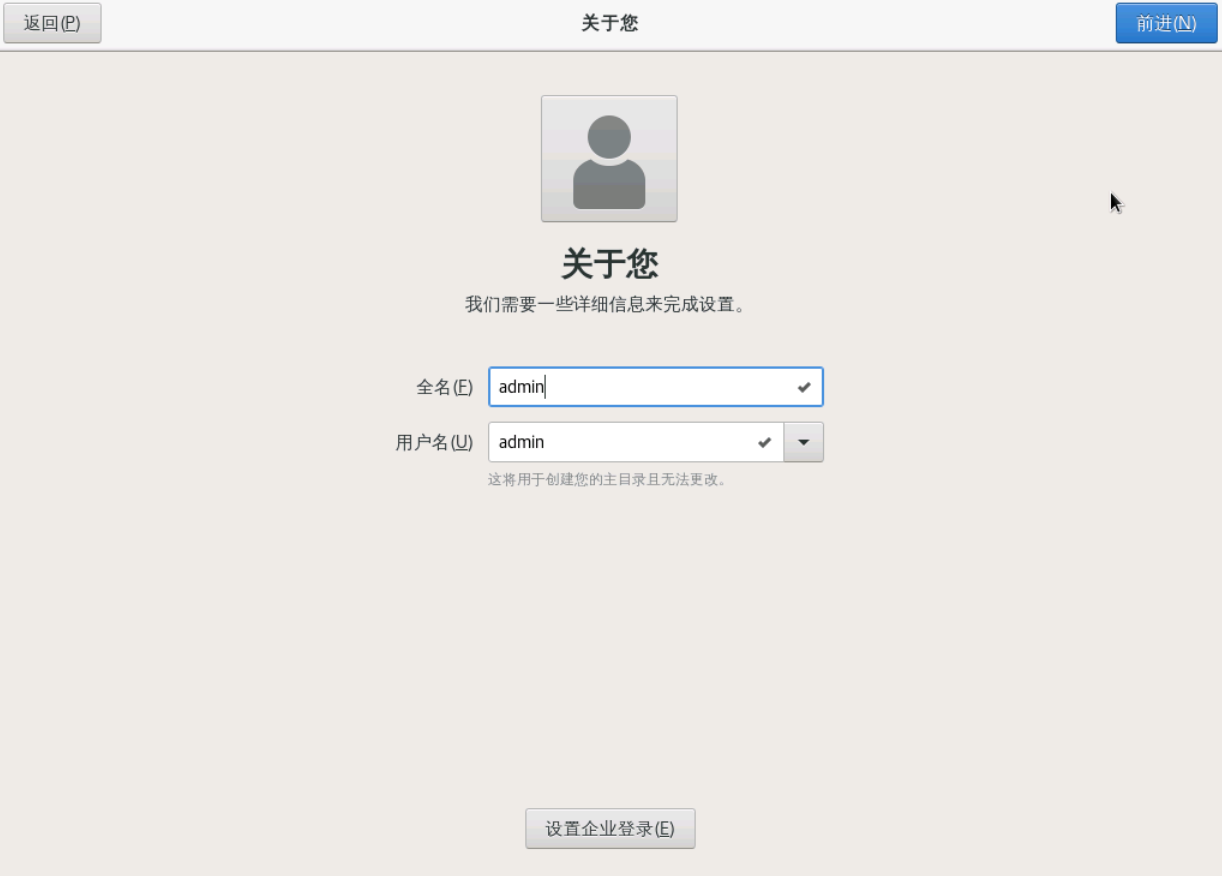 返回(P)
关于您
前进(N)
关于您
我们需要一些详细信息来完成设置。
全名(F)
admin
用户名(U)
admin
这将用于创建您的主目录且无法更改。
设置企业登录(E)